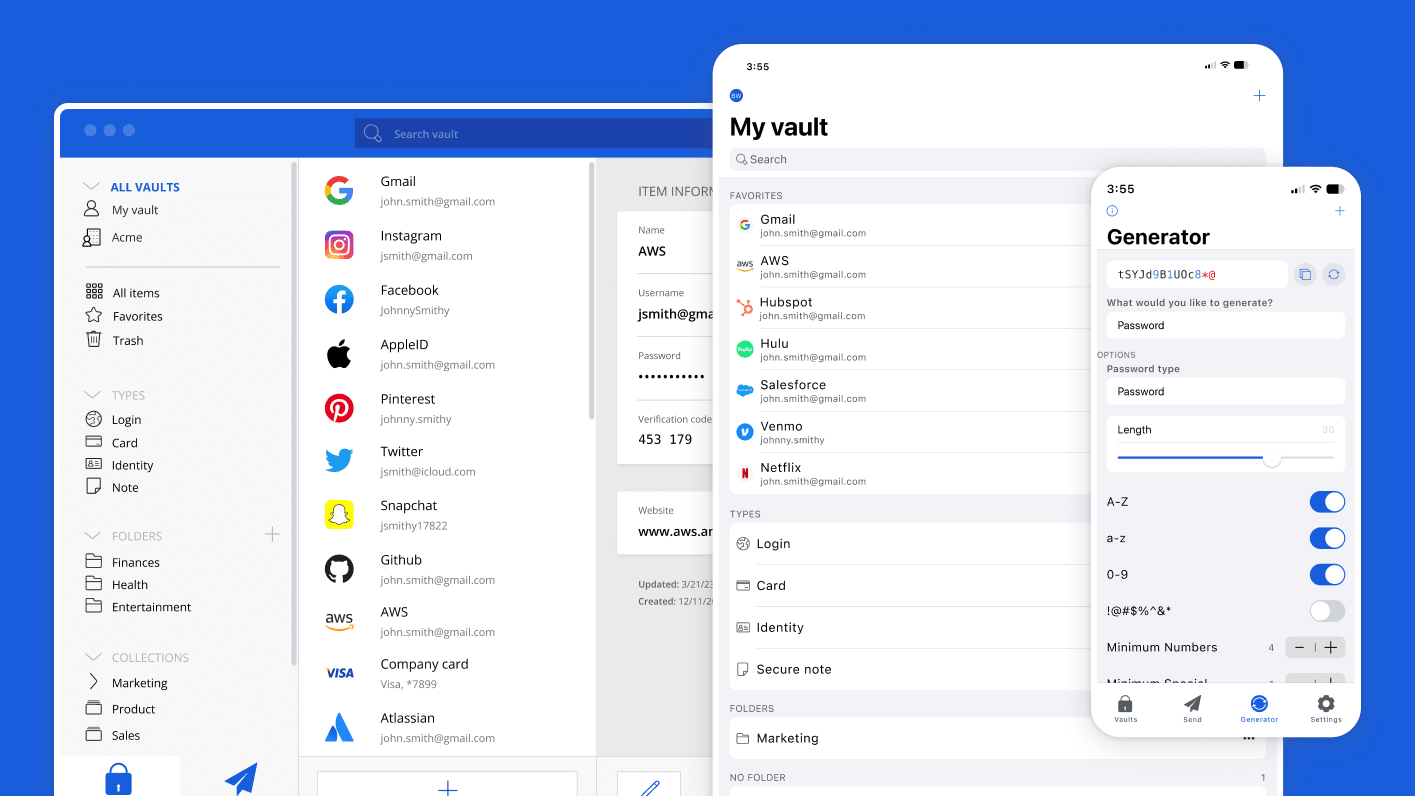 Search vault
ALL VAULTS
My vault
Acme
All items
Favorites
Trash
TYPES
Login
Card
Identity
Note
FOLDERS
Finances
Health
Entertainment
COLLECTIONS
Marketing
Product
Sales
Gmail
john.smith@gmail.com
Instagram
jsmith@gmail.com
Facebook
JohnnySmithy
AppleID
john.smith@gmail.com
Pinterest
johnny.smithy
Twitter
jsmith@icloud.com
Snapchat
jsmithy17822
Github
john.smith@gmail.com
aws
AWS
john.smith@gmail.com
VISA
Company card
Visa, *7899
Atlassian
john.smith@gmail.com
ITEM INFORM
Name
AWS
Username
jsmith@gma
Password
•••••••••••
Verification code
453 179
Website
www.aws.a
Updated: 3/21/23
Created: 12/11/2
3:55
BW
My vault
Search
FAVORITES
Gmail
john.smith@gmail.com
aws
AWS
john.smith@gmail.com
Hubspot
john.smith@gmail.com
hulu
Hulu
john.smith@gmail.com
Salesforce
john.smith@gmail.com
Venmo
johnny.smithy
Netflix
john.smith@gmail.com
TYPES
Login
Card
Identity
Secure note
FOLDERS
Marketing
NO FOLDER 1
3:55
Generator
tSYJd9B1UOc8*@
What would you like to generate?
Password
OPTIONS
Password type
Password
Length 30
A-Z
a-z
0-9
!@#$%^&*
Minimum Numbers 4
Minimum Special
Vaults
Send
Generator
Settings